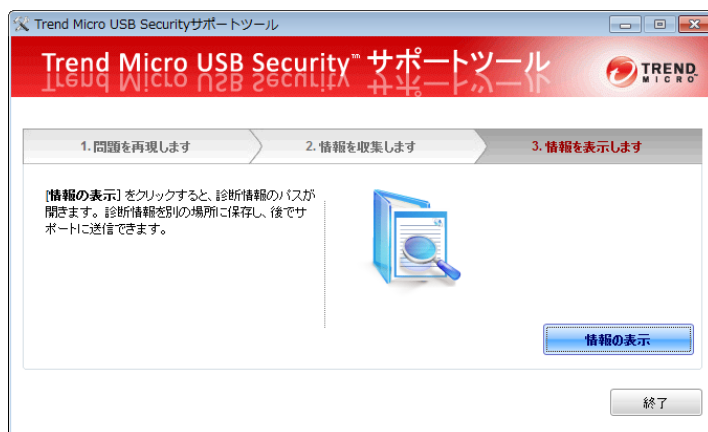 Trend Micro USB Securityサポートツール
Trend Micro USB Security™ サポートツール
TREND
MICRO
1. 問題を再現します
2. 情報を収集します
3. 情報を表示します
[情報の表示] をクリックすると、診断情報のパスが
開きます。診断情報を別の場所に保存し、後でサ
ポートに送信できます。
情報の表示
終了